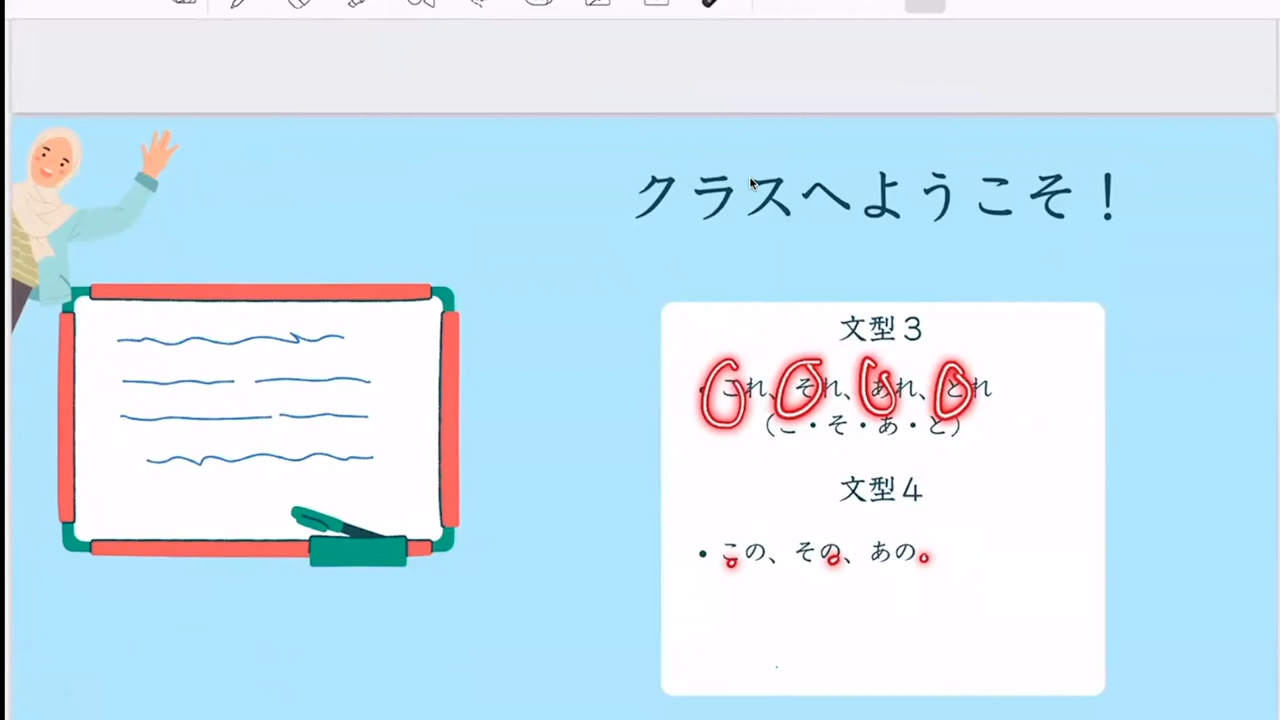 クラスへようこそ！
文型３
• これ、それ、あれ、どれ
（こ・そ・あ・ど）
文型４
• この、その、あの